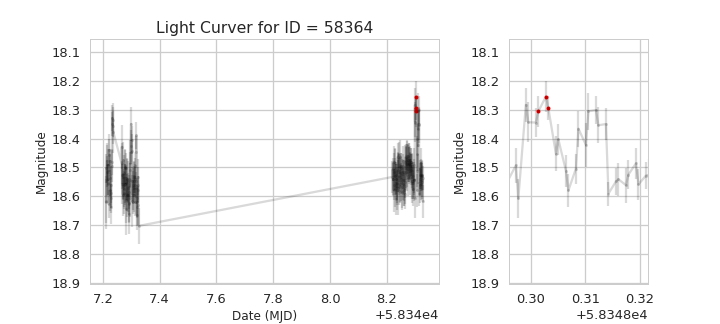 Light Curver for ID = 58364
18.1
18.2
18.3
18.4
18.5
18.6
18.7
18.8
18.9
Magnitude
7.2 7.4 7.6 7.8 8.0 8.2
Date (MJD) +5.834e4
18.1
18.2
18.3
18.4
18.5
18.6
18.7
18.8
18.9
Magnitude
0.30 0.31 0.32
+5.8348e4